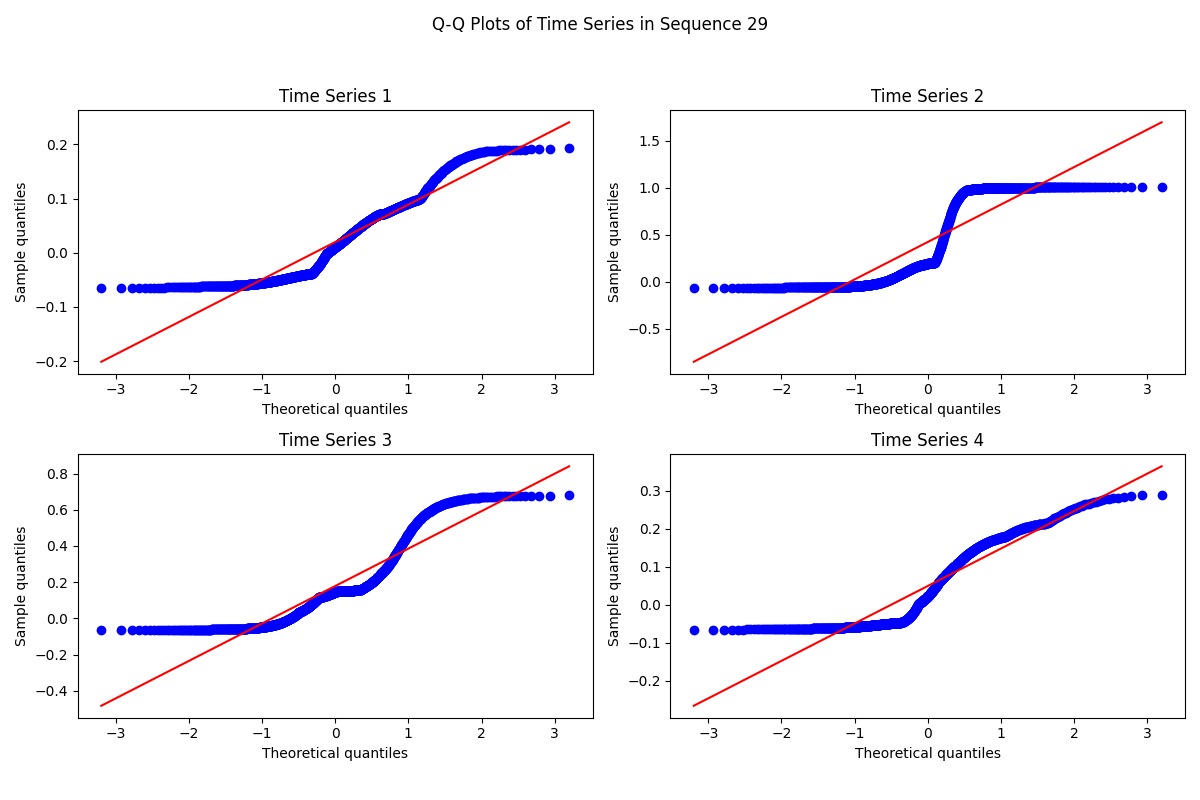 Q-Q Plots of Time Series in Sequence 29
Time Series 1
Sample quantiles
0.2
0.1
0.0
−0.1
−0.2
−3 −2 −1 0 1 2 3
Theoretical quantiles
Time Series 2
Sample quantiles
1.5
1.0
0.5
0.0
−0.5
−3 −2 −1 0 1 2 3
Theoretical quantiles
Time Series 3
Sample quantiles
0.8
0.6
0.4
0.2
0.0
−0.2
−0.4
−3 −2 −1 0 1 2 3
Theoretical quantiles
Time Series 4
Sample quantiles
0.3
0.2
0.1
0.0
−0.1
−0.2
−3 −2 −1 0 1 2 3
Theoretical quantiles